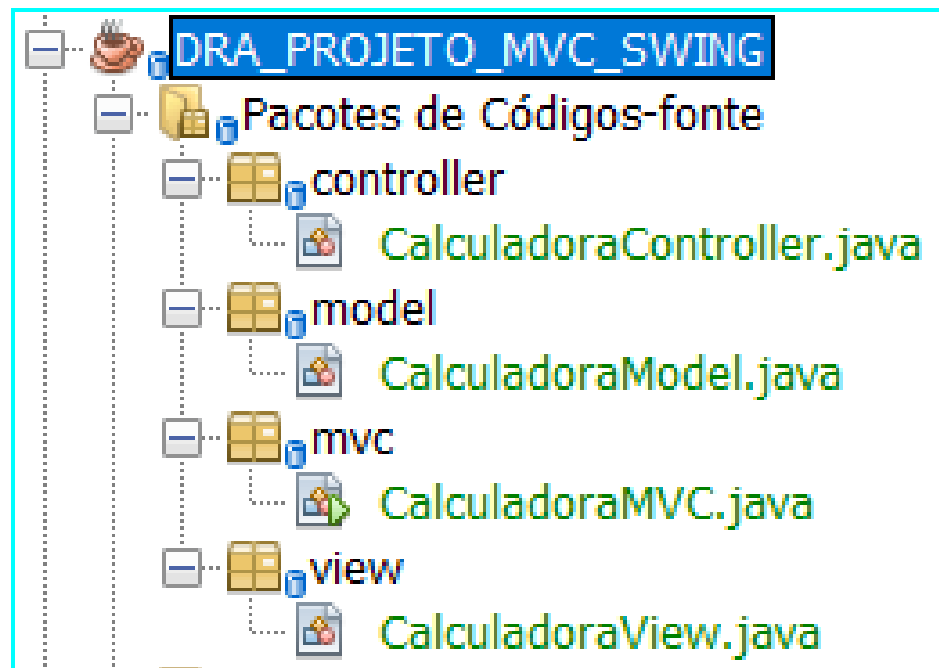 DRA_PROJETO_MVC_SWING
Pacotes de Códigos-fonte
controller
CalculadoraController.java
model
CalculadoraModel.java
mvc
CalculadoraMVC.java
view
CalculadoraView.java